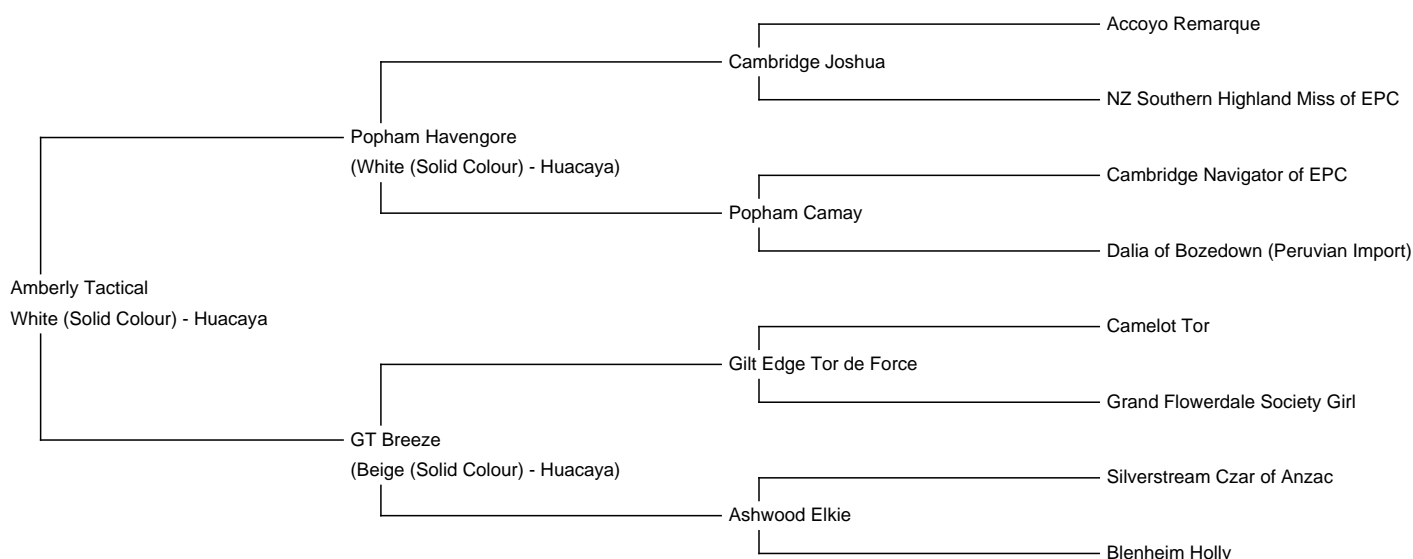 Accoyo Remarque
Cambridge Joshua
NZ Southern Highland Miss of EPC
Popham Havengore
(White (Solid Colour) - Huacaya)
Cambridge Navigator of EPC
Popham Camay
Dalia of Bozedown (Peruvian Import)
Amberly Tactical
White (Solid Colour) - Huacaya
Camelot Tor
Gilt Edge Tor de Force
Grand Flowerdale Society Girl
GT Breeze
(Beige (Solid Colour) - Huacaya)
Silverstream Czar of Anzac
Ashwood Elkie
Blenheim Holly